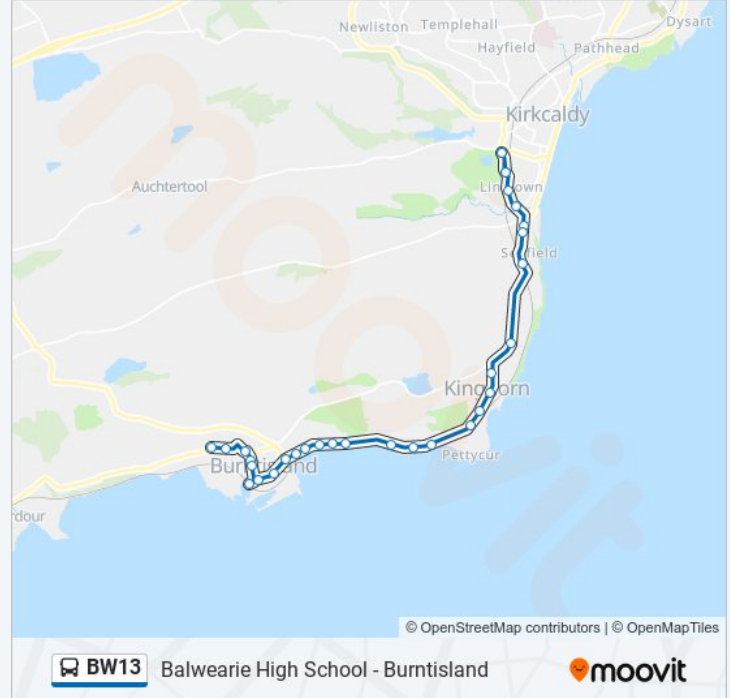 Dysart
Newliston Templehall
Hayfield Pathhead
Kirkcaldy
Auchtertool
Linktown
Seafield
Kinghorn
Pettycur
Burntisland
rdour
moovit
© OpenStreetMap contributors | © OpenMapTiles
BW13 Balwearie High School - Burntisland
moovit